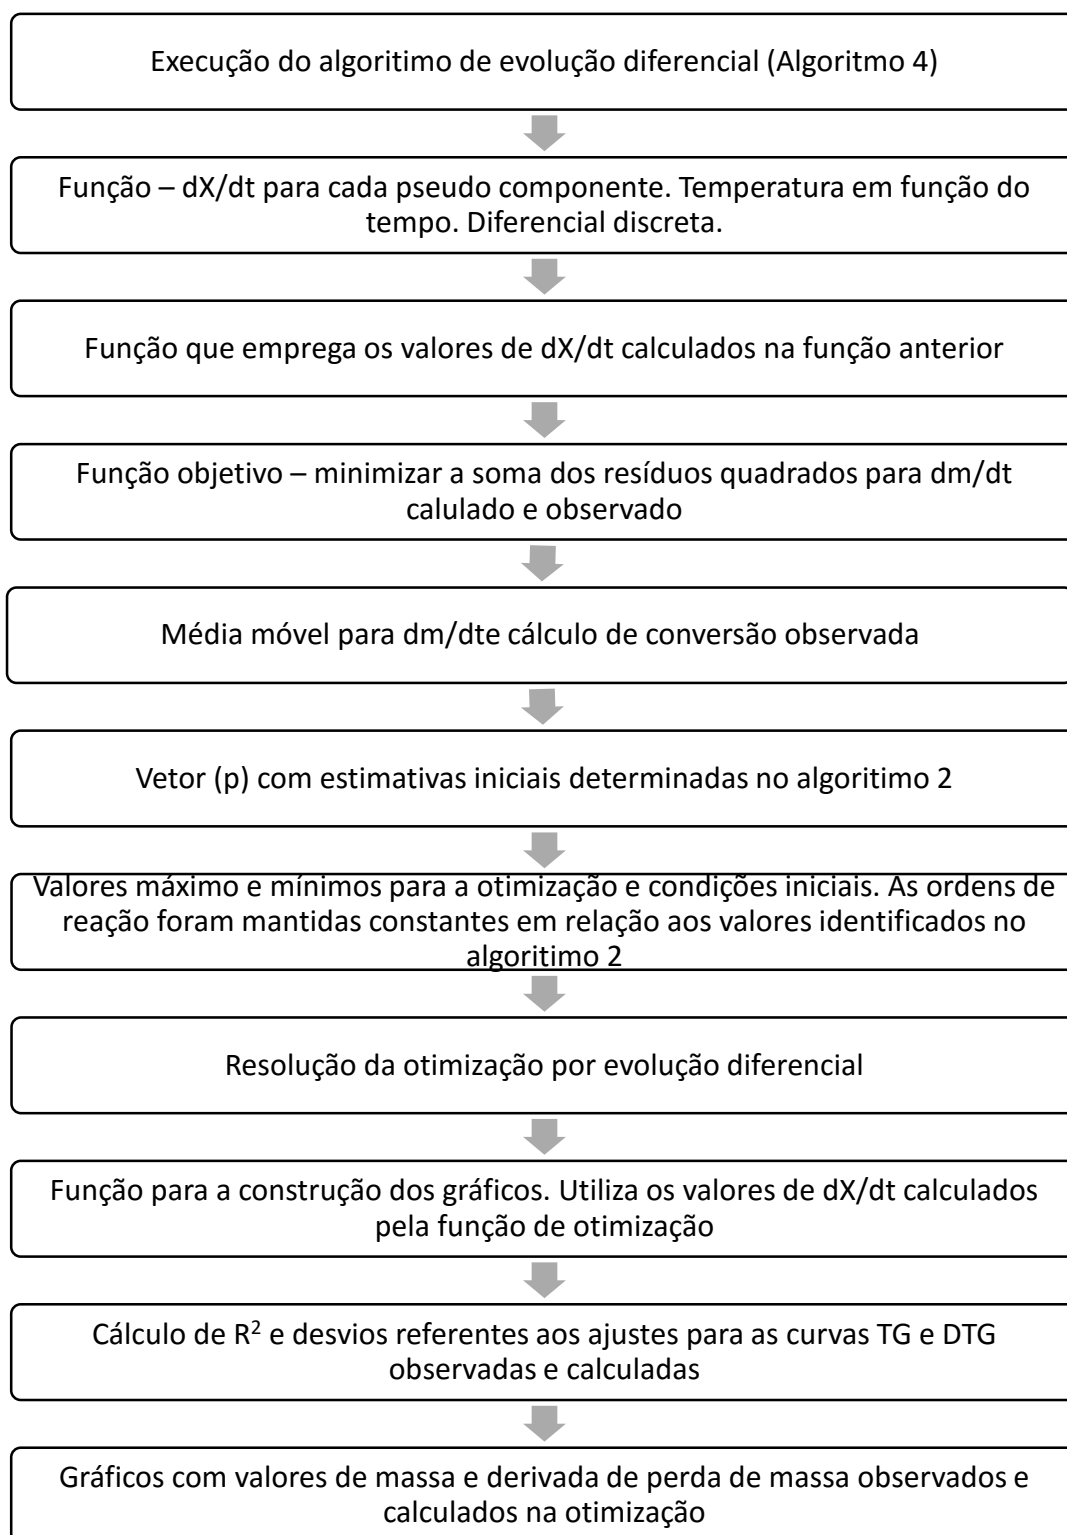 Execução do algoritimo de evolução diferencial (Algoritmo 4)
Função – dX/dt para cada pseudo componente. Temperatura em função do
tempo. Diferencial discreta.
Função que emprega os valores de dX/dt calculados na função anterior
Função objetivo – minimizar a soma dos resíduos quadrados para dm/dt
calulado e observado
Média móvel para dm/dte cálculo de conversão observada
Vetor (p) com estimativas iniciais determinadas no algoritimo 2
Valores máximo e mínimos para a otimização e condições iniciais. As ordens de
reação foram mantidas constantes em relação aos valores identificados no
algoritimo 2
Resolução da otimização por evolução diferencial
Função para a construção dos gráficos. Utiliza os valores de dX/dt calculados
pela função de otimização
Cálculo de R² e desvios referentes aos ajustes para as curvas TG e DTG
observadas e calculadas
Gráficos com valores de massa e derivada de perda de massa observados e
calculados na otimização